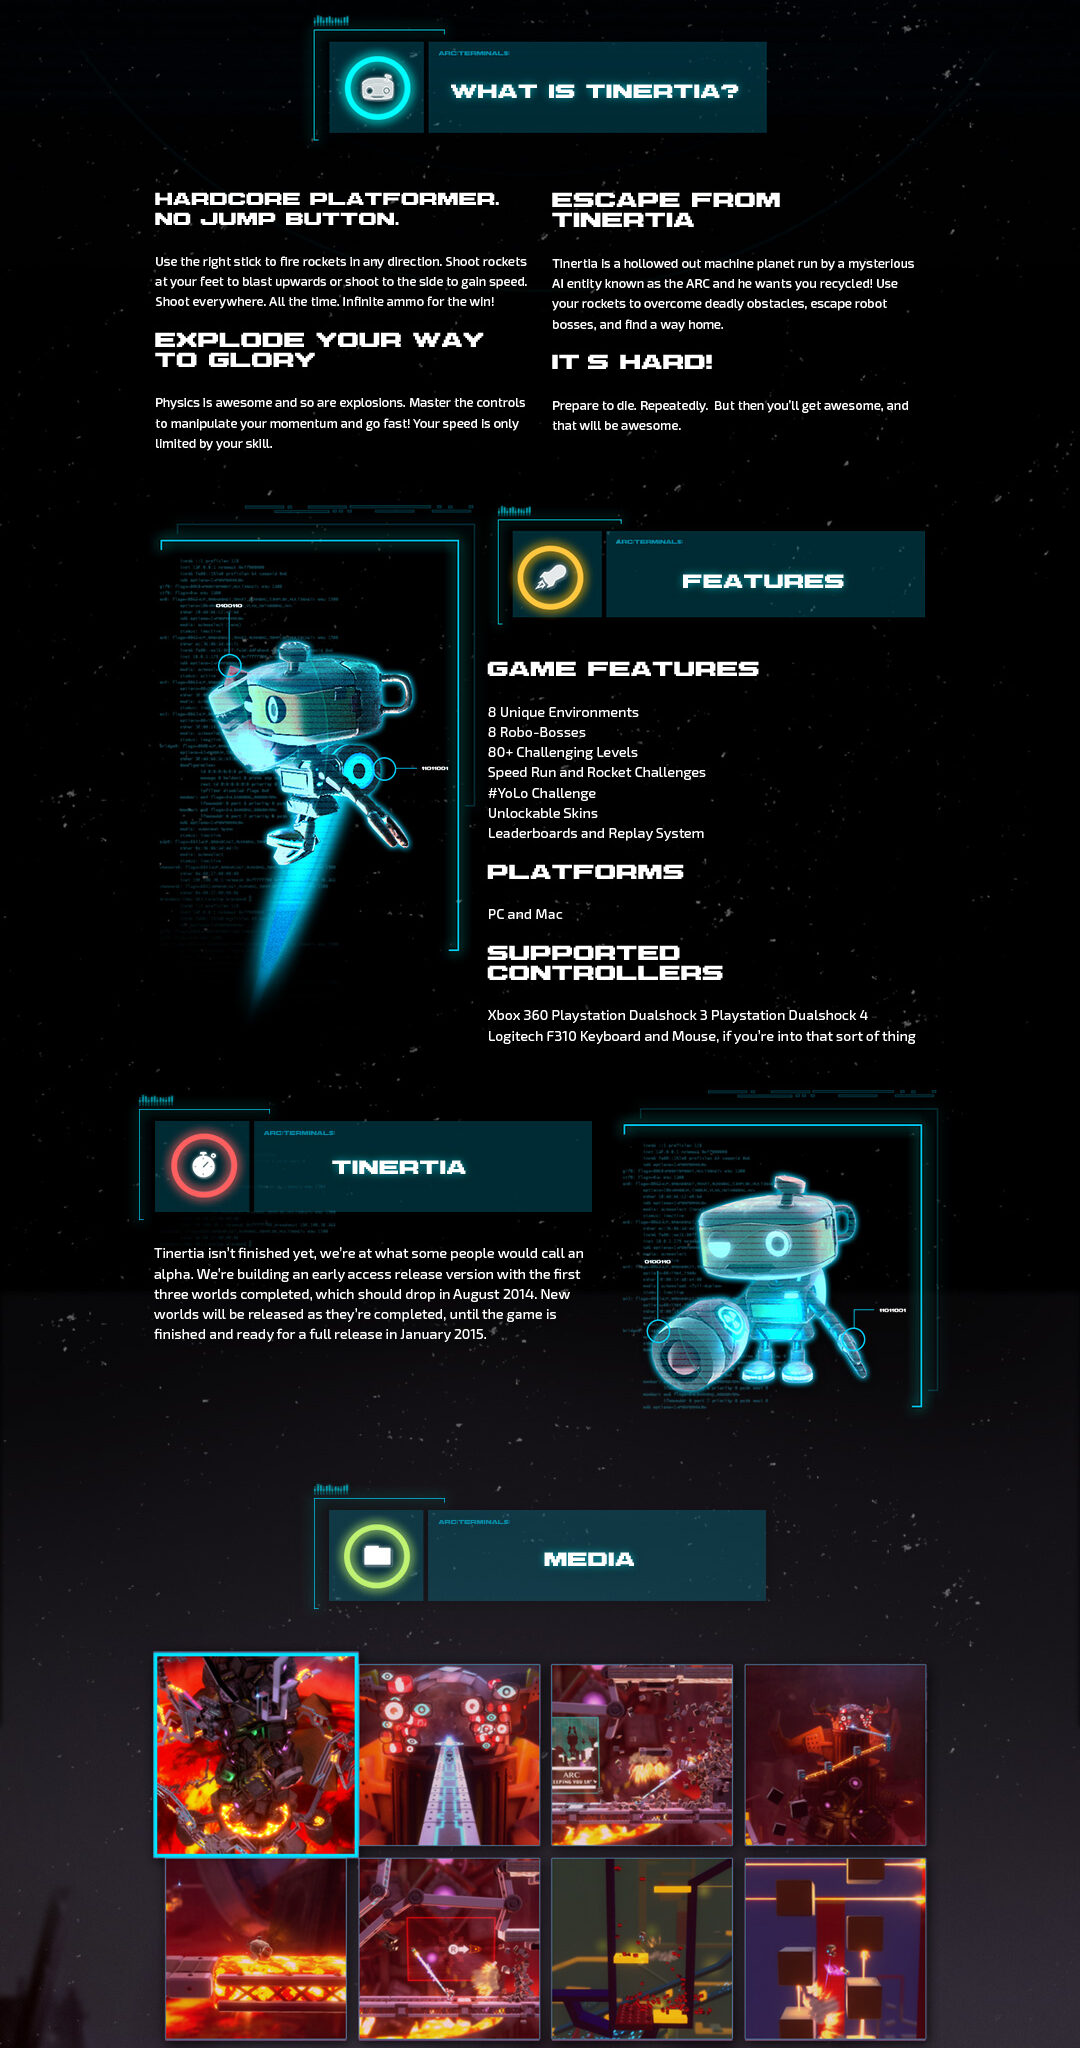 ARC:TERMINALS:
WHAT IS TINERTIA?
HARDCORE PLATFORMER.
NO JUMP BUTTON.
Use the right stick to fire rockets in any direction. Shoot rockets
at your feet to blast upwards or shoot to the side to gain speed.
Shoot everywhere. All the time. Infinite ammo for the win!
EXPLODE YOUR WAY
TO GLORY
Physics is awesome and so are explosions. Master the controls
to manipulate your momentum and go fast! Your speed is only
limited by your skill.
ESCAPE FROM
TINERTIA
Tinertia is a hollowed out machine planet run by a mysterious
AI entity known as the ARC and he wants you recycled! Use
your rockets to overcome deadly obstacles, escape robot
bosses, and find a way home.
IT S HARD!
Prepare to die. Repeatedly.  But then you'll get awesome, and
that will be awesome.
0100110
11011001
ARC:TERMINALS:
FEATURES
GAME FEATURES
8 Unique Environments
8 Robo-Bosses
80+ Challenging Levels
Speed Run and Rocket Challenges
#YoLo Challenge
Unlockable Skins
Leaderboards and Replay System
PLATFORMS
PC and Mac
SUPPORTED
CONTROLLERS
Xbox 360 Playstation Dualshock 3 Playstation Dualshock 4
Logitech F310 Keyboard and Mouse, if you're into that sort of thing
ARC:TERMINALS:
TINERTIA
Tinertia isn't finished yet, we're at what some people would call an
alpha. We're building an early access release version with the first
three worlds completed, which should drop in August 2014. New
worlds will be released as they're completed, until the game is
finished and ready for a full release in January 2015.
0100110
11011001
ARC:TERMINALS:
MEDIA
ARC